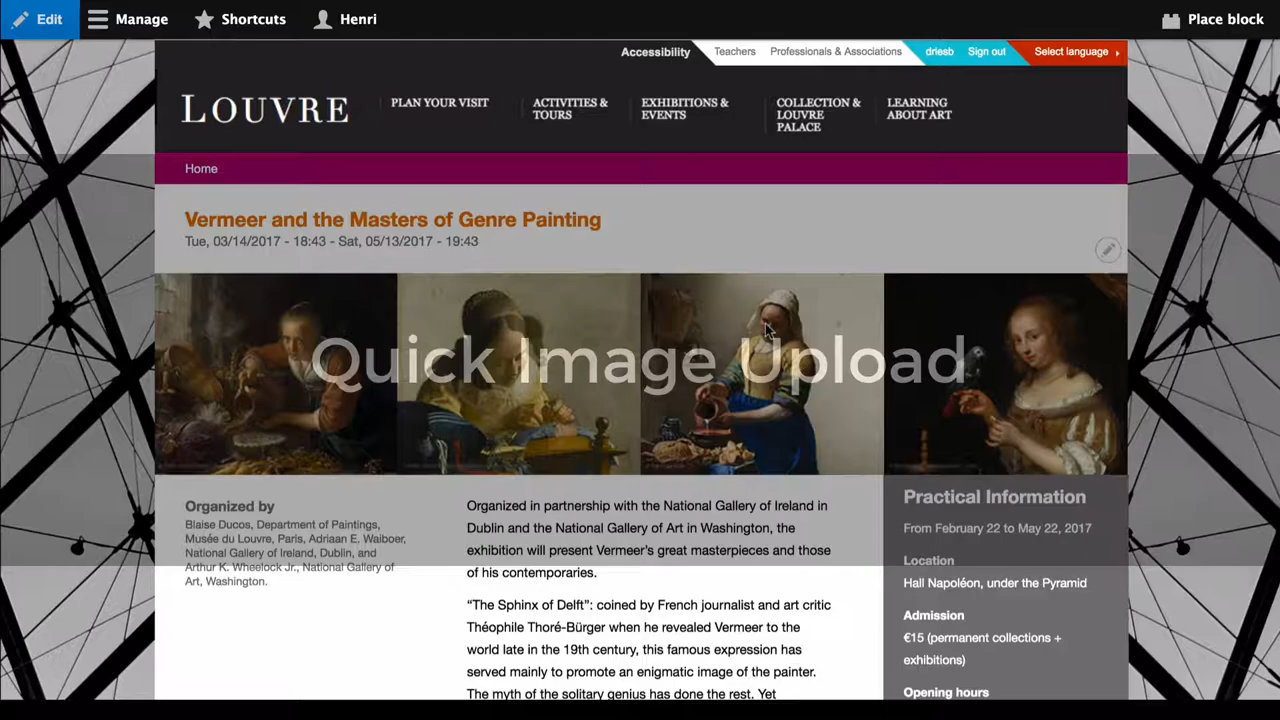 Edit
Manage
Shortcuts
Henri
Place block
Accessibility
Teachers
Professionals & Associations
driesb
Sign out
Select language
LOUVRE
PLAN YOUR VISIT
ACTIVITIES &
TOURS
EXHIBITIONS &
EVENTS
COLLECTION &
LOUVRE
PALACE
LEARNING
ABOUT ART
Home
Vermeer and the Masters of Genre Painting
Tue, 03/14/2017 - 18:43 - Sat, 05/13/2017 - 19:43
Quick Image Upload
Organized by
Blaise Ducos, Department of Paintings,
Musée du Louvre, Paris, Adriaan E. Waiboer,
National Gallery of Ireland, Dublin, and
Arthur K. Wheelock Jr., National Gallery of
Art, Washington.
Organized in partnership with the National Gallery of Ireland in
Dublin and the National Gallery of Art in Washington, the
exhibition will present Vermeer’s great masterpieces and those
of his contemporaries.
“The Sphinx of Delft”: coined by French journalist and art critic
Théophile Thoré-Bürger when he revealed Vermeer to the
world late in the 19th century, this famous expression has
served mainly to promote an enigmatic image of the painter.
The myth of the solitary genius has done the rest. Yet
Practical Information
From February 22 to May 22, 2017
Location
Hall Napoléon, under the Pyramid
Admission
€15 (permanent collections +
exhibitions)
Opening hours